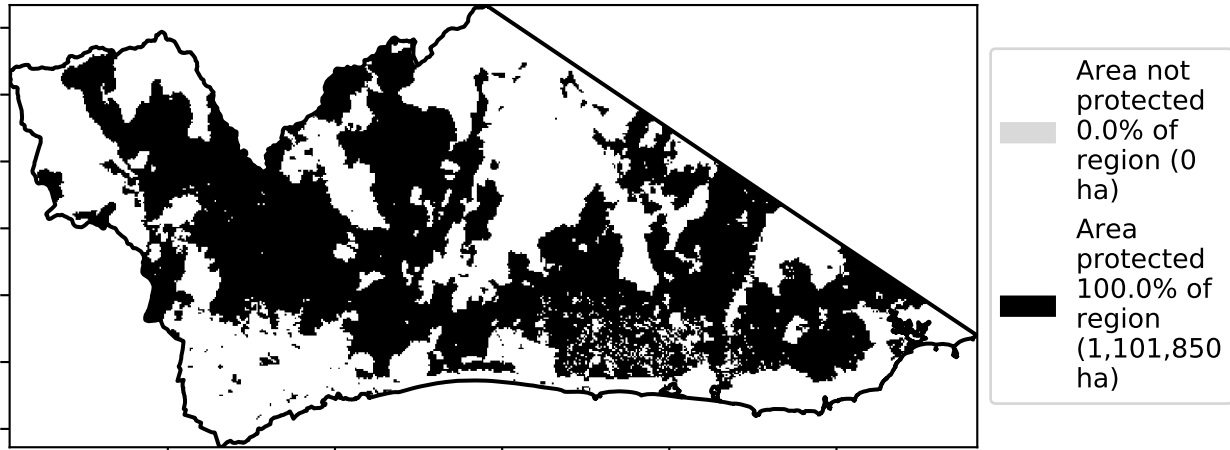 Area not
protected
0.0% of
region (0
ha)
Area
protected
100.0% of
region
(1,101,850
ha)